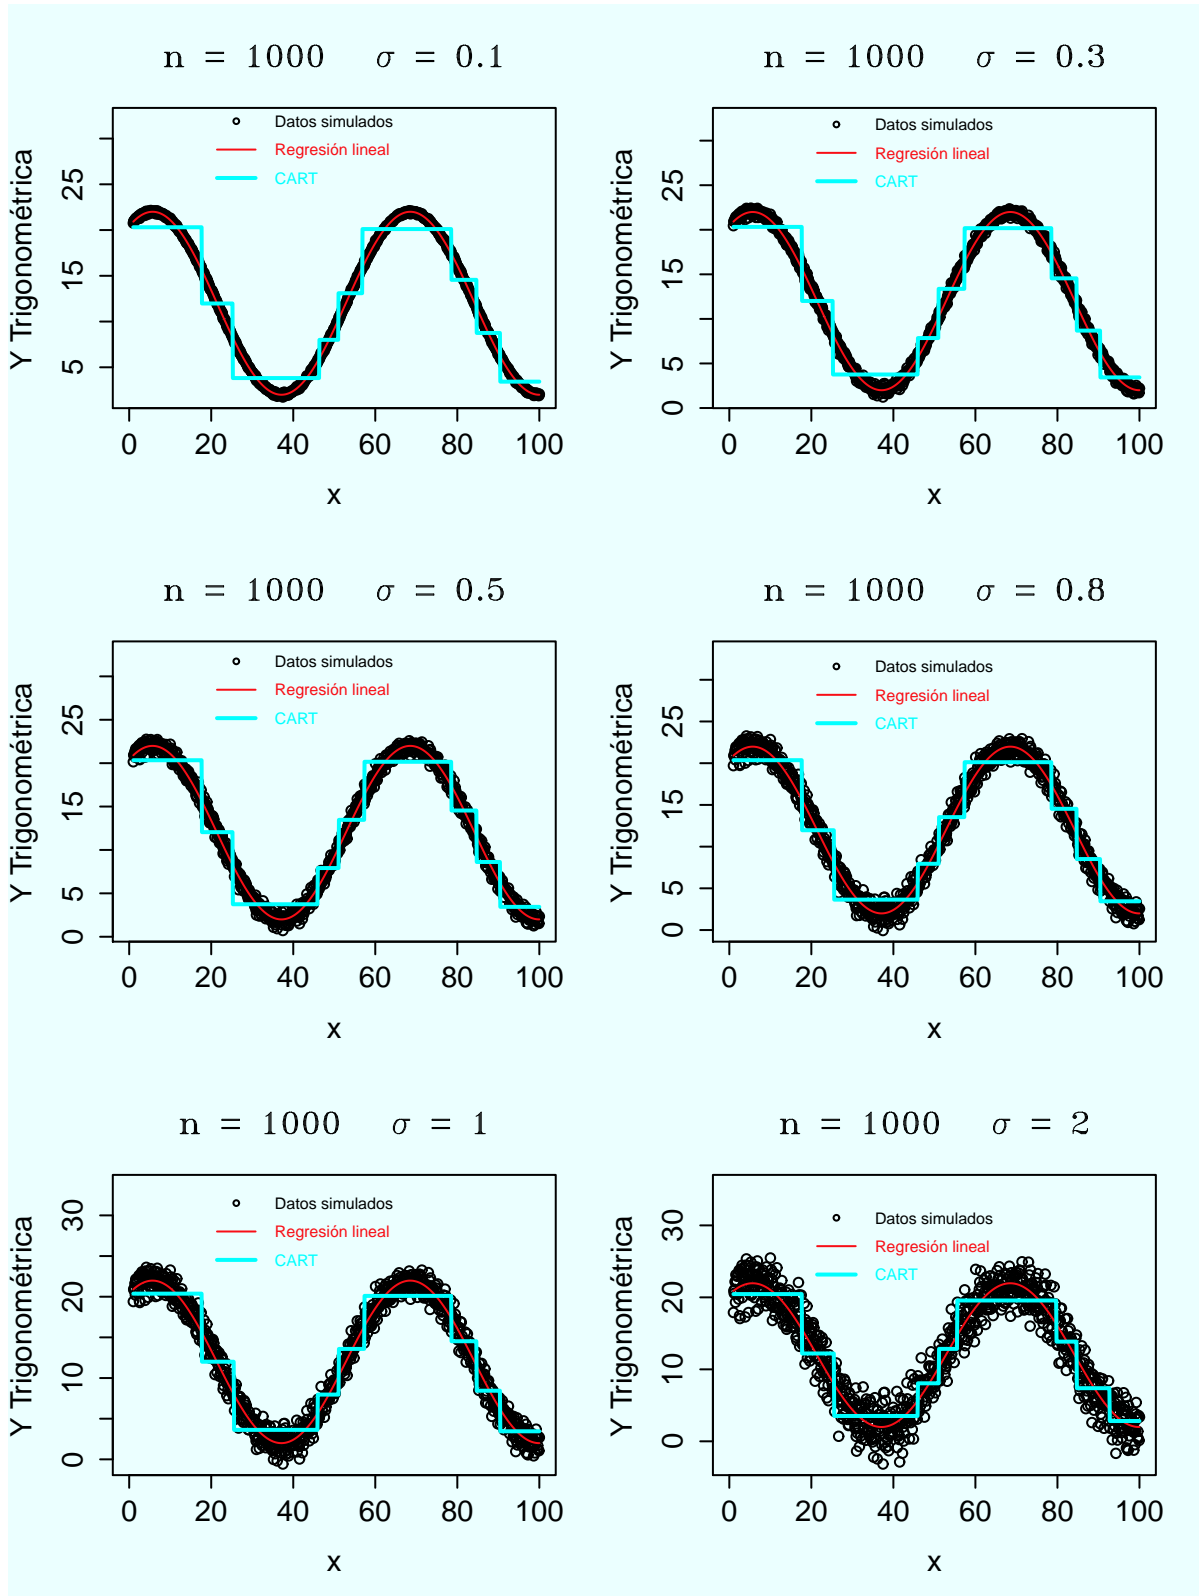 n = 1000 σ = 0.1
Y Trigonométrica
5 15 25
Datos simulados
Regresión lineal
CART
0 20 40 60 80 100
x
n = 1000 σ = 0.3
Y Trigonométrica
0 5 15 25
Datos simulados
Regresión lineal
CART
0 20 40 60 80 100
x
n = 1000 σ = 0.5
Y Trigonométrica
0 5 15 25
Datos simulados
Regresión lineal
CART
0 20 40 60 80 100
x
n = 1000 σ = 0.8
Y Trigonométrica
0 5 15 25
Datos simulados
Regresión lineal
CART
0 20 40 60 80 100
x
n = 1000 σ = 1
Y Trigonométrica
0 10 20 30
Datos simulados
Regresión lineal
CART
0 20 40 60 80 100
x
n = 1000 σ = 2
Y Trigonométrica
0 10 20 30
Datos simulados
Regresión lineal
CART
0 20 40 60 80 100
x